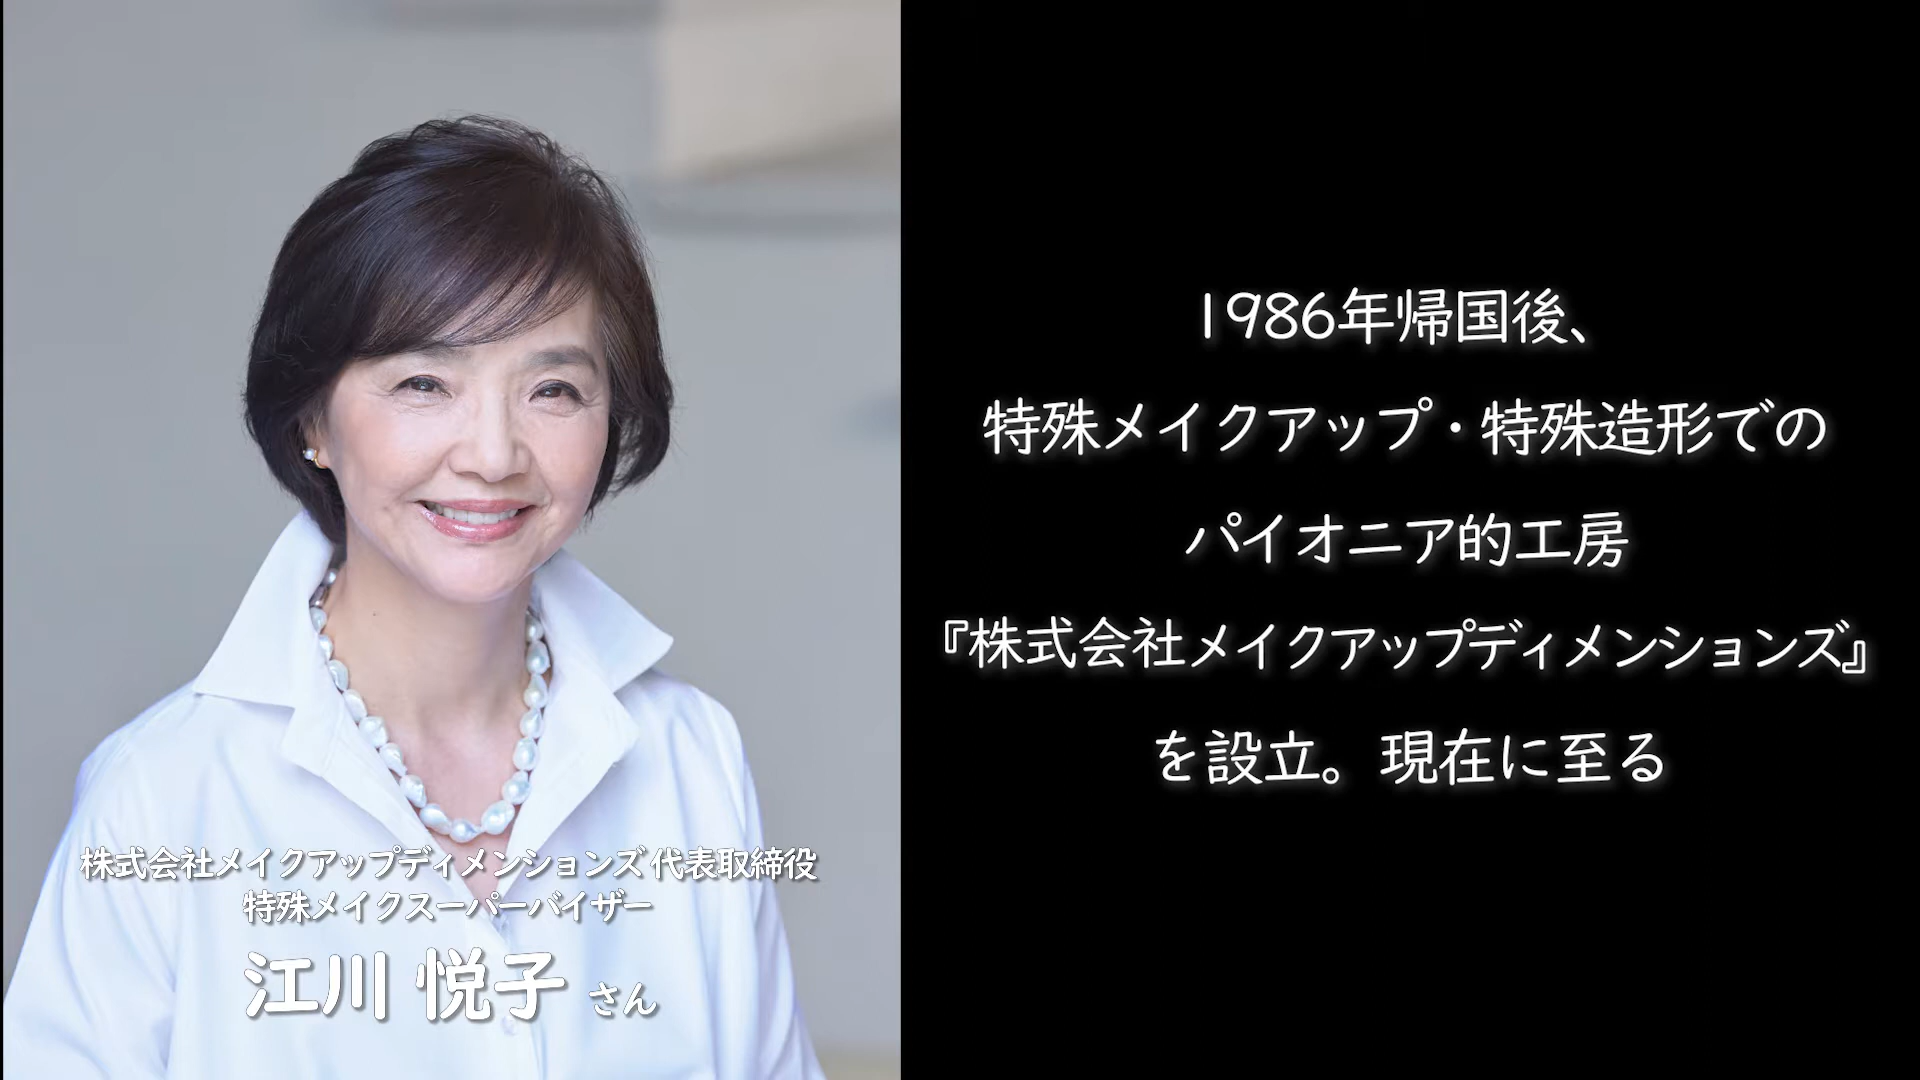 1986年帰国後、
特殊メイクアップ・特殊造形での
パイオニア的工房
『株式会社メイクアップディメンションズ』
を設立。現在に至る
株式会社メイクアップディメンションズ 代表取締役
特殊メイクスーパーバイザー
江川 悦子 さん